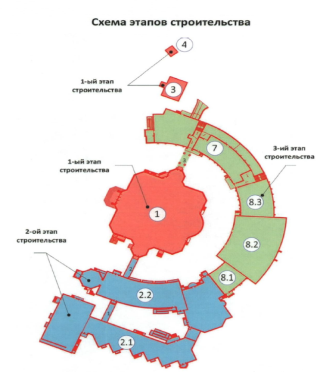 Схема этапов строительства
4
1-ый этап
строительства
3
7
1-ый этап
строительства
3-ий этап
строительства
8.3
1
8.2
2-ой этап
строительства
8.1
2.2
2.1